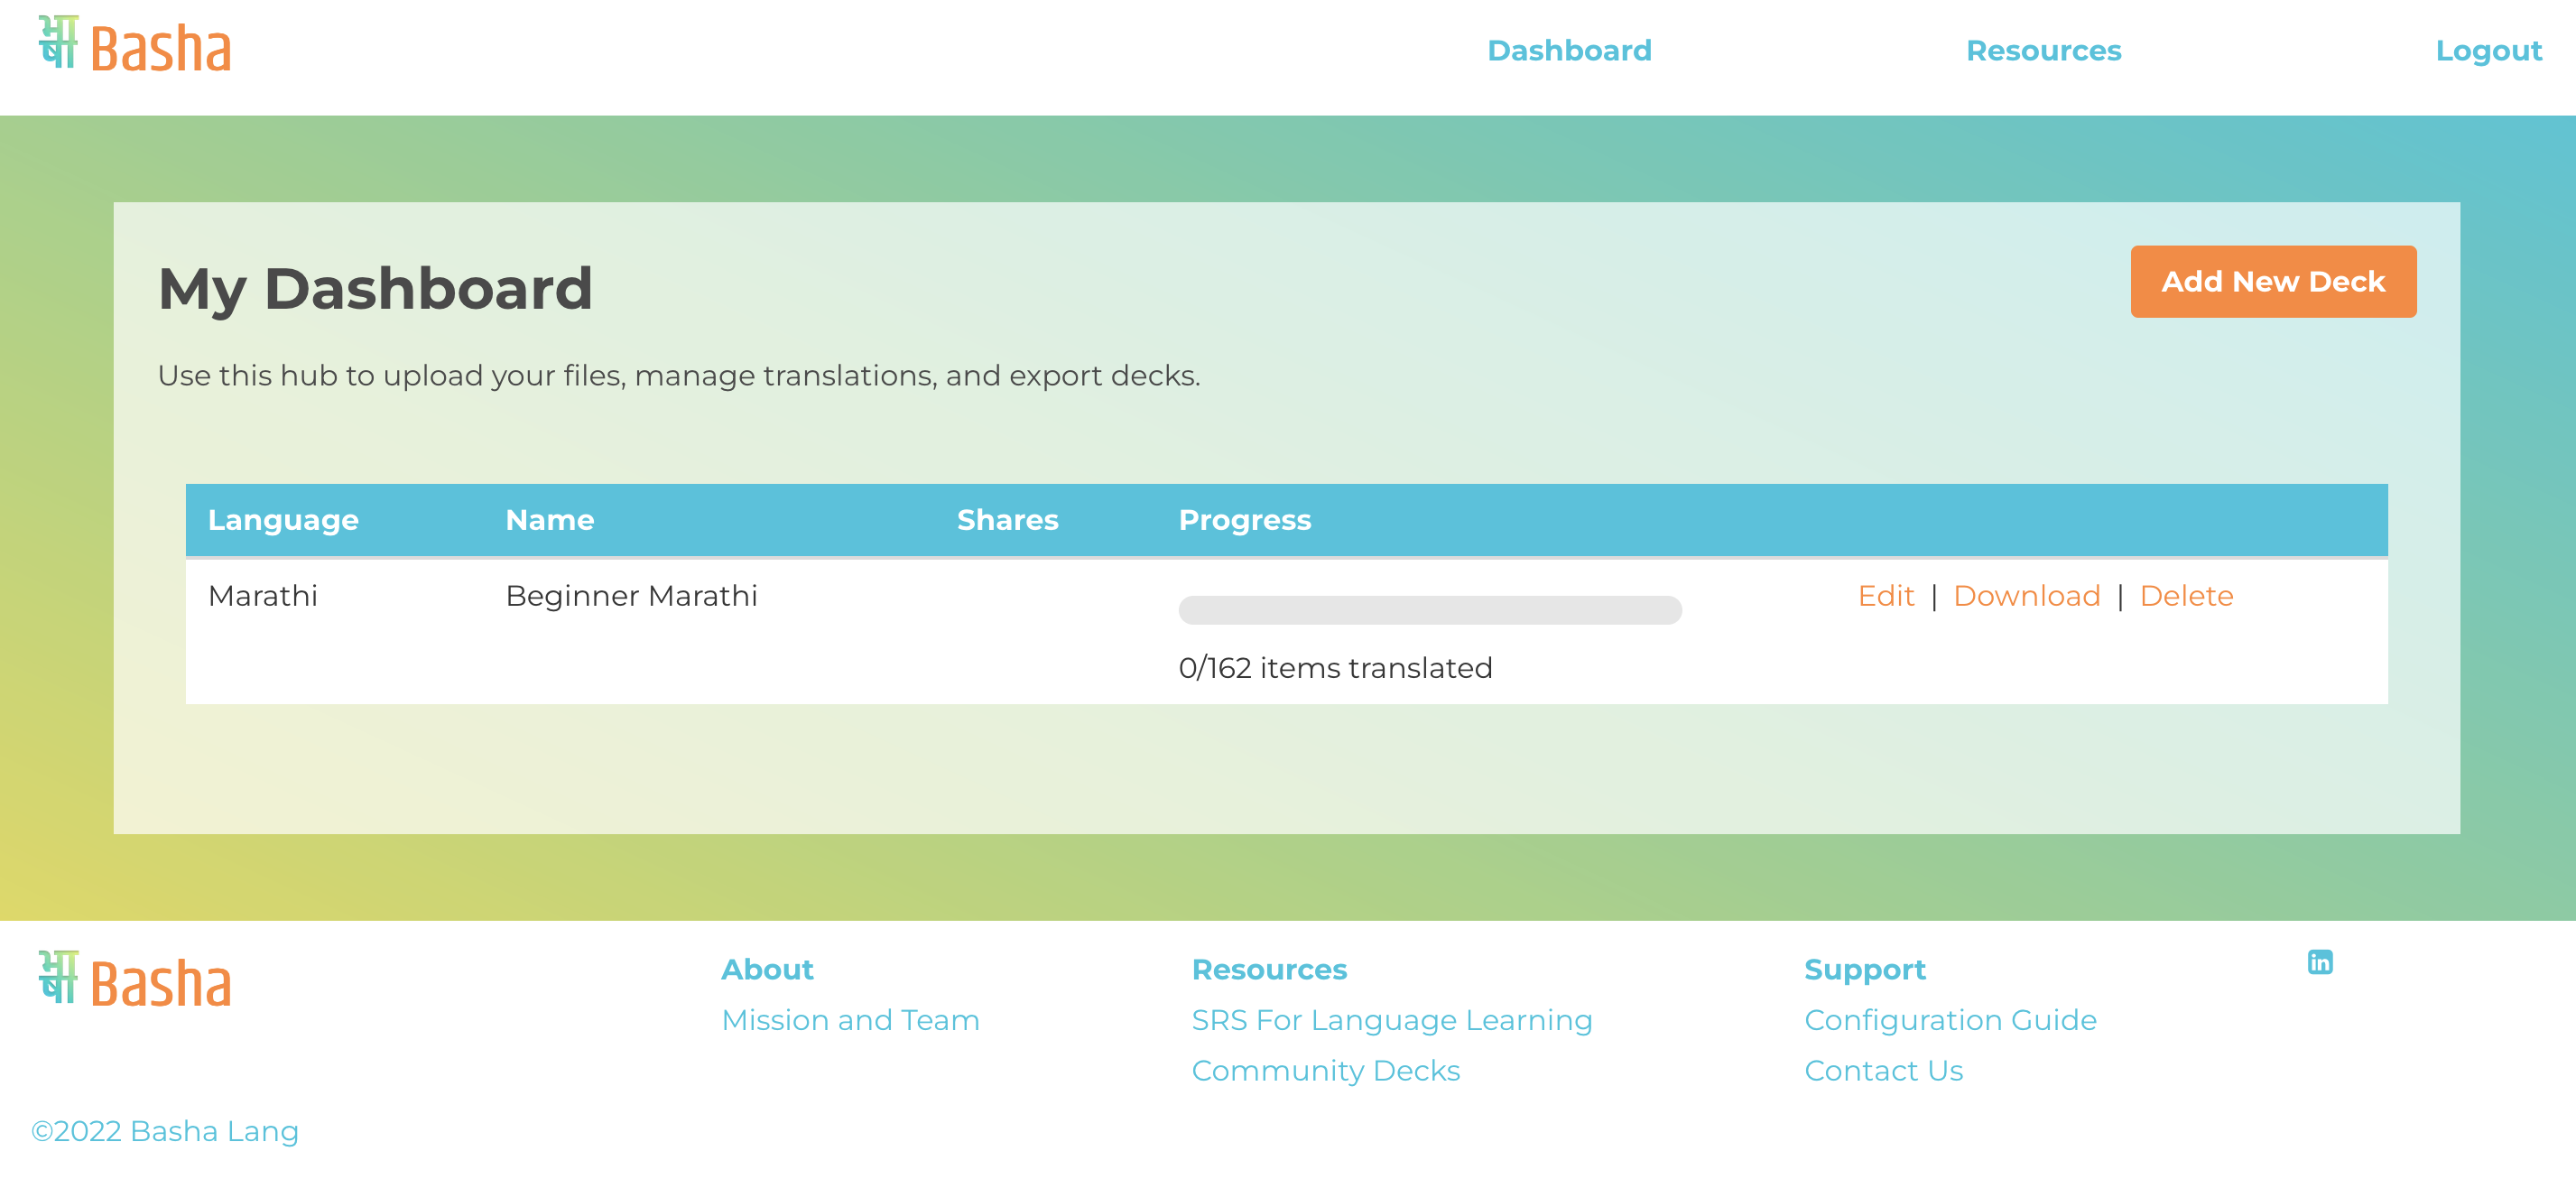 भा
षा Basha
Dashboard Resources Logout
My Dashboard
Add New Deck
Use this hub to upload your files, manage translations, and export decks.
Language Name Shares Progress
Marathi Beginner Marathi Edit | Download | Delete
0/162 items translated
भा
षा Basha
About
Mission and Team
Resources
SRS For Language Learning
Community Decks
Support
Configuration Guide
Contact Us
in
©2022 Basha Lang